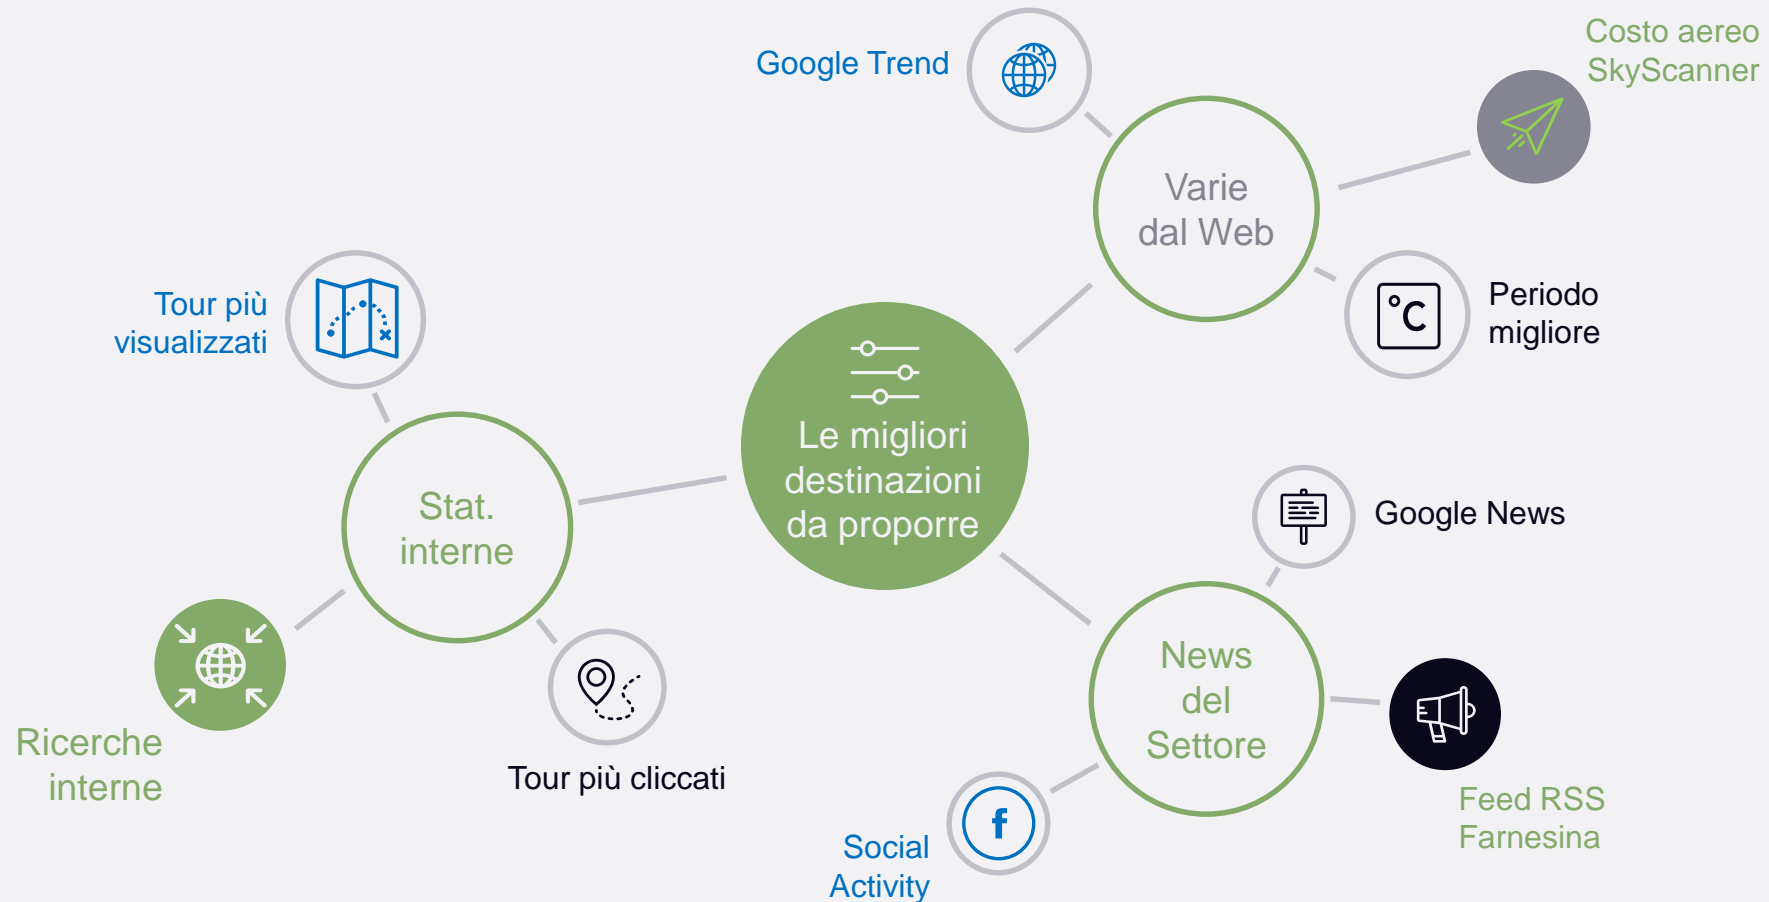 Google Trend
Costo aereo
SkyScanner
Varie
dal Web
°C
Periodo
migliore
Tour più
visualizzati
Le migliori
destinazioni
da proporre
Stat.
interne
Google News
News
del
Settore
Ricerche
interne
Tour più cliccati
Feed RSS
Farnesina
f
Social
Activity